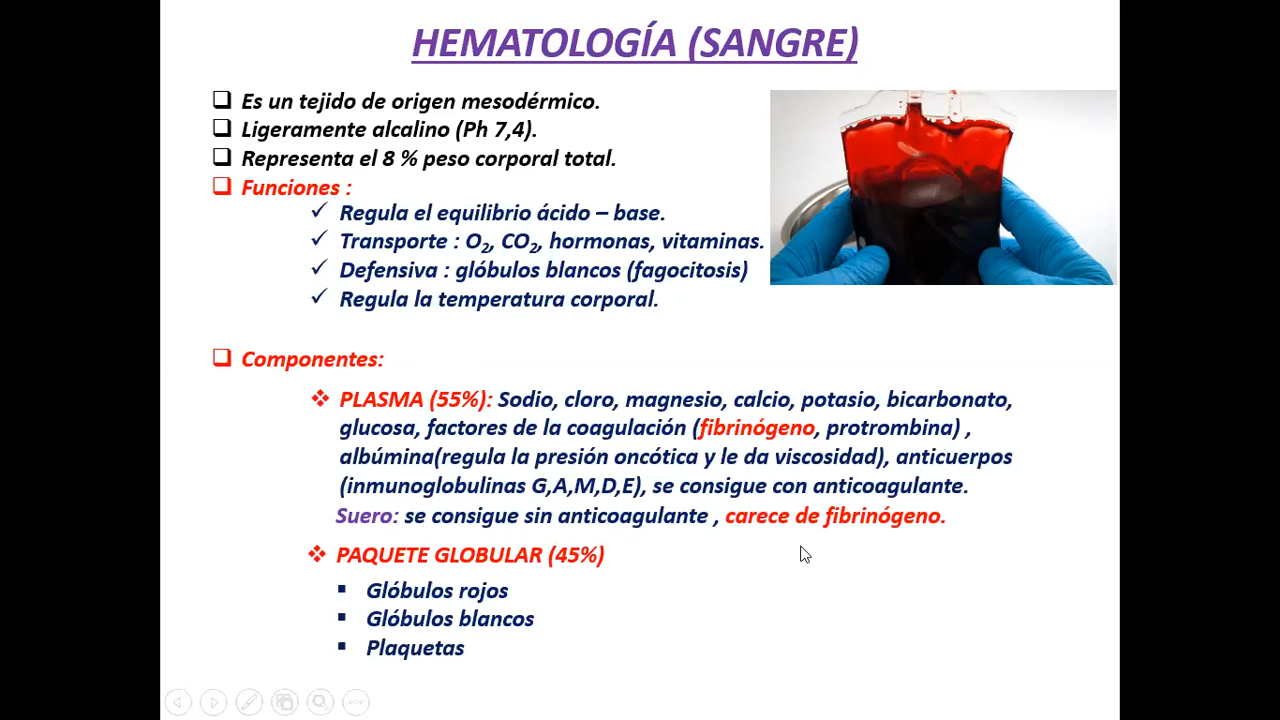 HEMATOLOGÍA (SANGRE)
Es un tejido de origen mesodérmico.
Ligeramente alcalino (Ph 7,4).
Representa el 8 % peso corporal total.
Funciones :
Regula el equilibrio ácido – base.
Transporte : O₂, CO₂, hormonas, vitaminas.
Defensiva : glóbulos blancos (fagocitosis)
Regula la temperatura corporal.
Componentes:
PLASMA (55%): Sodio, cloro, magnesio, calcio, potasio, bicarbonato,
glucosa, factores de la coagulación (fibrinógeno, protrombina) ,
albúmina(regula la presión oncótica y le da viscosidad), anticuerpos
(inmunoglobulinas G,A,M,D,E), se consigue con anticoagulante.
Suero: se consigue sin anticoagulante , carece de fibrinógeno.
PAQUETE GLOBULAR (45%)
Glóbulos rojos
Glóbulos blancos
Plaquetas